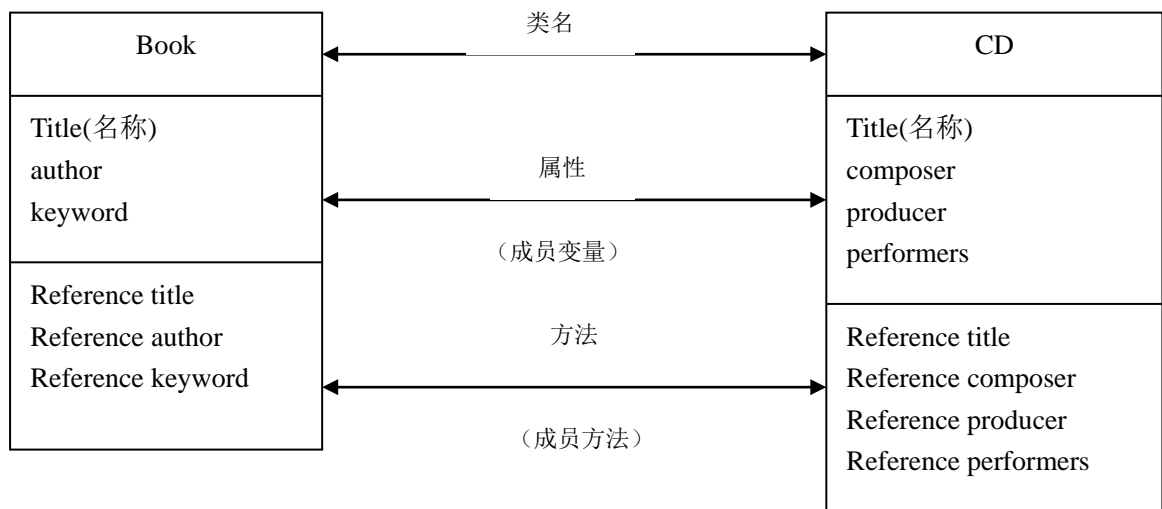 Book
Title(名称)
author
keyword
Reference title
Reference author
Reference keyword
类名
属性
（成员变量）
方法
（成员方法）
CD
Title(名称)
composer
producer
performers
Reference title
Reference composer
Reference producer
Reference performers